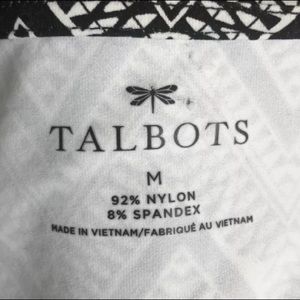 TALBOTS
M
92% NYLON
8% SPANDEX
MADE IN VIETNAM/FABRIQUÉ AU VIETNAM